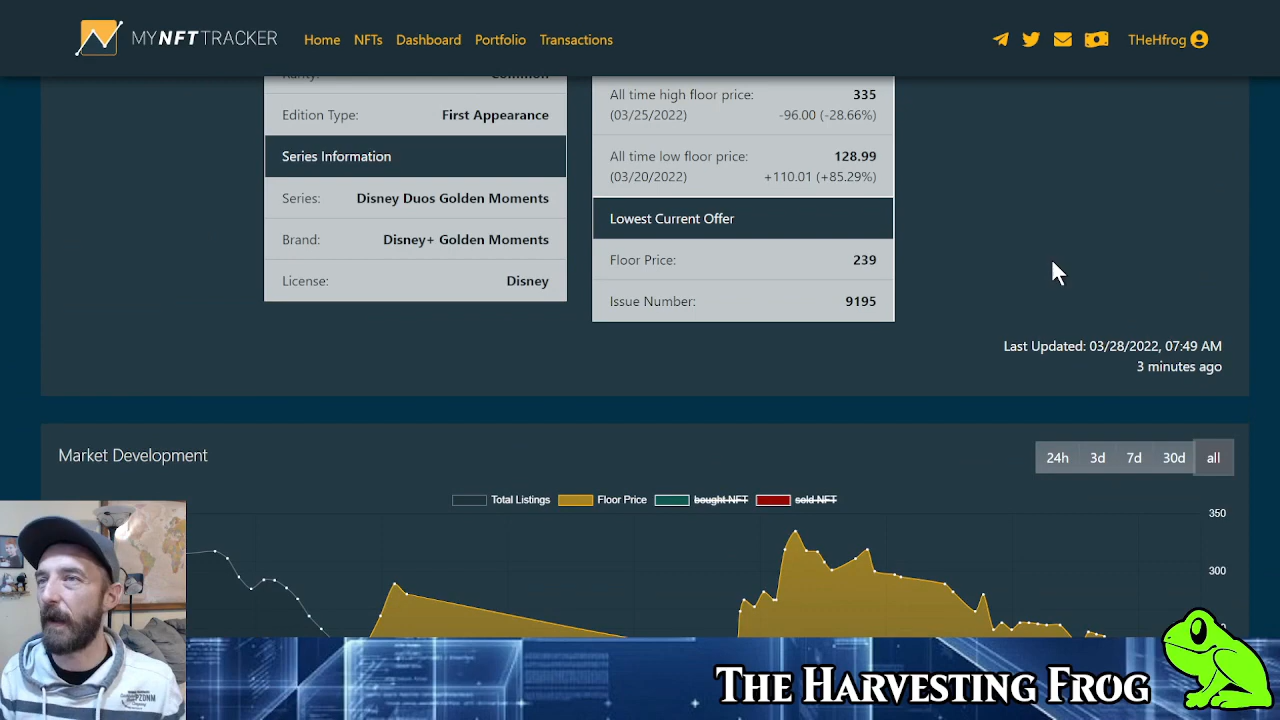 MYNFTTRACKER Home NFTs Dashboard Portfolio Transactions THeHfrog
Rarity: Common
Edition Type: First Appearance
Series Information
Series: Disney Duos Golden Moments
Brand: Disney+ Golden Moments
License: Disney
All time high floor price: 335
(03/25/2022) -96.00 (-28.66%)
All time low floor price: 128.99
(03/20/2022) +110.01 (+85.29%)
Lowest Current Offer
Floor Price: 239
Issue Number: 9195
Last Updated: 03/28/2022, 07:49 AM
3 minutes ago
Market Development 24h 3d 7d 30d all
Total Listings Floor Price bought NFT sold NFT
350
300
The Harvesting Frog